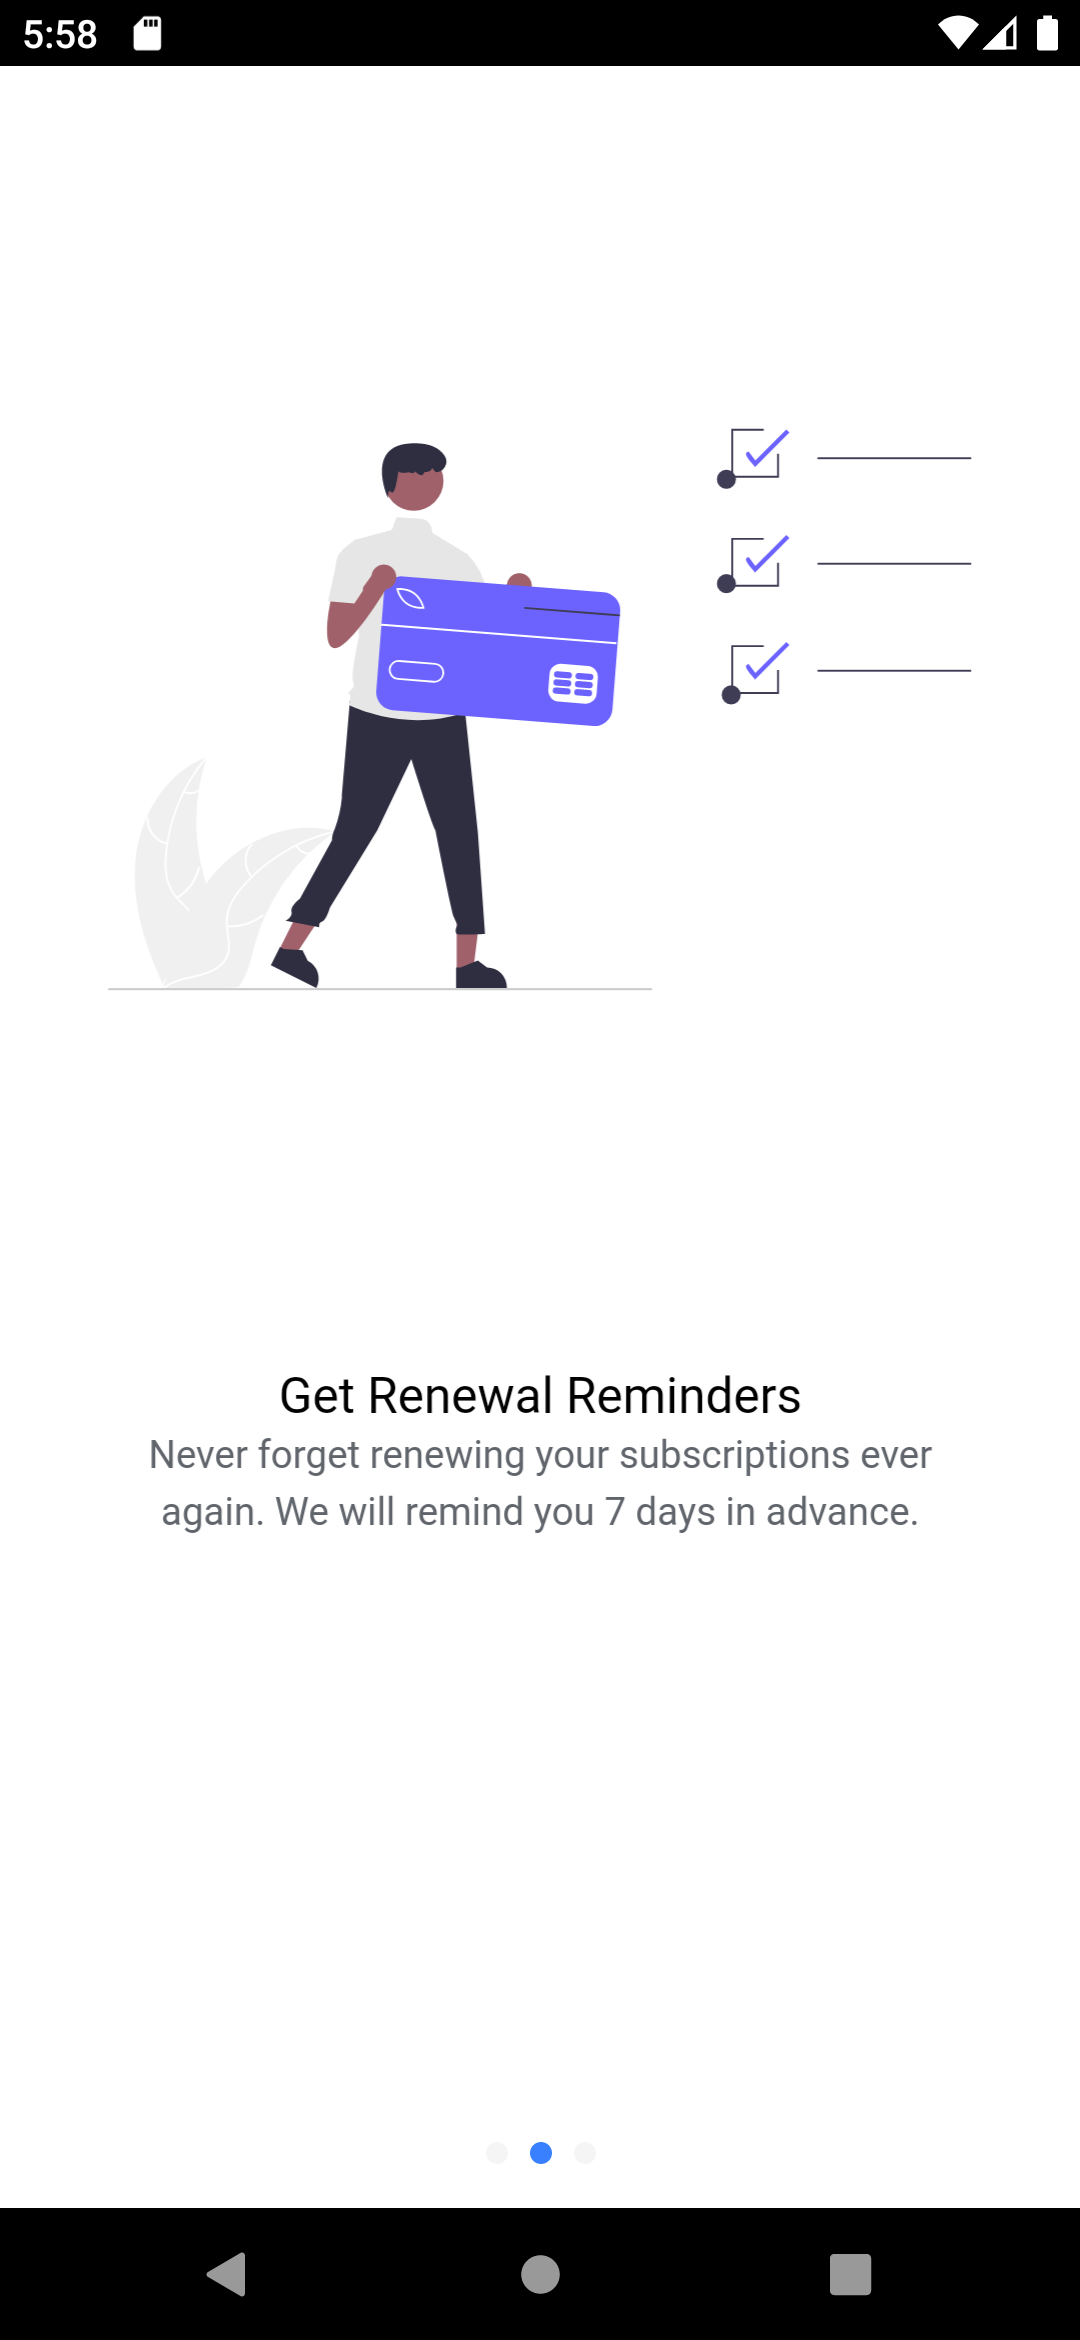 5:58
Get Renewal Reminders
Never forget renewing your subscriptions ever
again. We will remind you 7 days in advance.